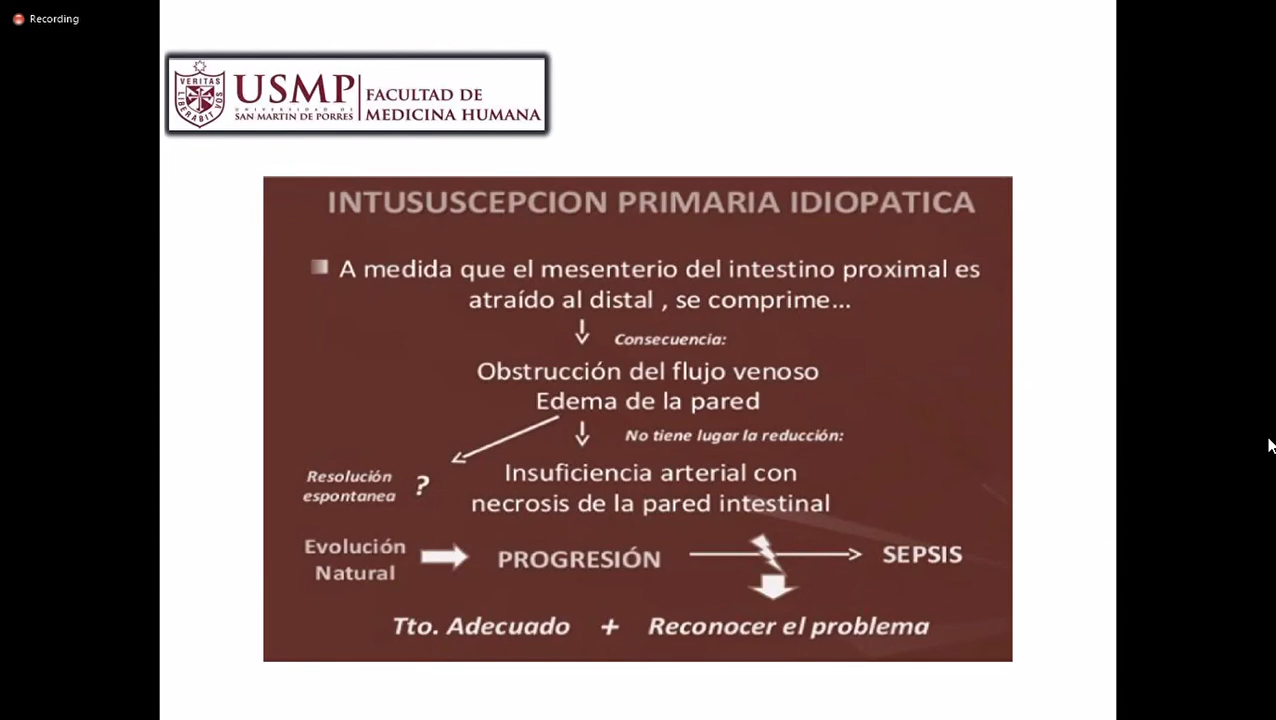 Recording
VERITAS
LIBERABIT VOS
USMP
UNIVERSIDAD DE
SAN MARTIN DE PORRES
FACULTAD DE
MEDICINA HUMANA
INTUSUSCEPCION PRIMARIA IDIOPATICA
A medida que el mesenterio del intestino proximal es
atraído al distal , se comprime...
Consecuencia:
Obstrucción del flujo venoso
Edema de la pared
No tiene lugar la reducción:
Resolución
espontanea ?
Insuficiencia arterial con
necrosis de la pared intestinal
Evolución
Natural
PROGRESIÓN
SEPSIS
Tto. Adecuado + Reconocer el problema